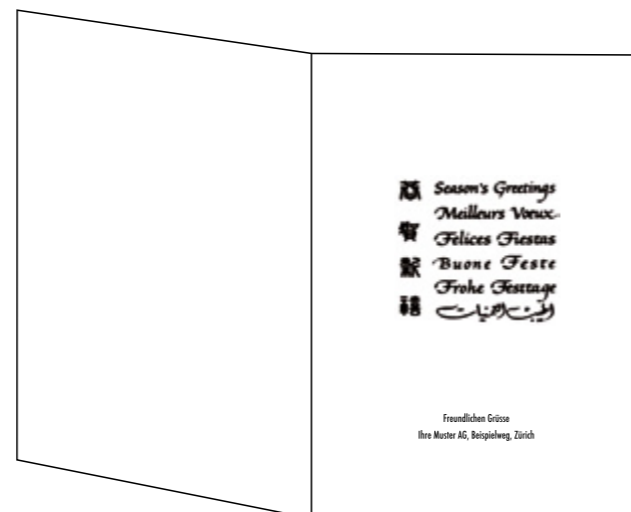 恭賀新禧
Season's Greetings
Meilleurs Vœux
Felices Fiestas
Buone Feste
Frohe Festtage
Freundlichen Grüsse
Ihre Muster AG, Beispielweg, Zürich